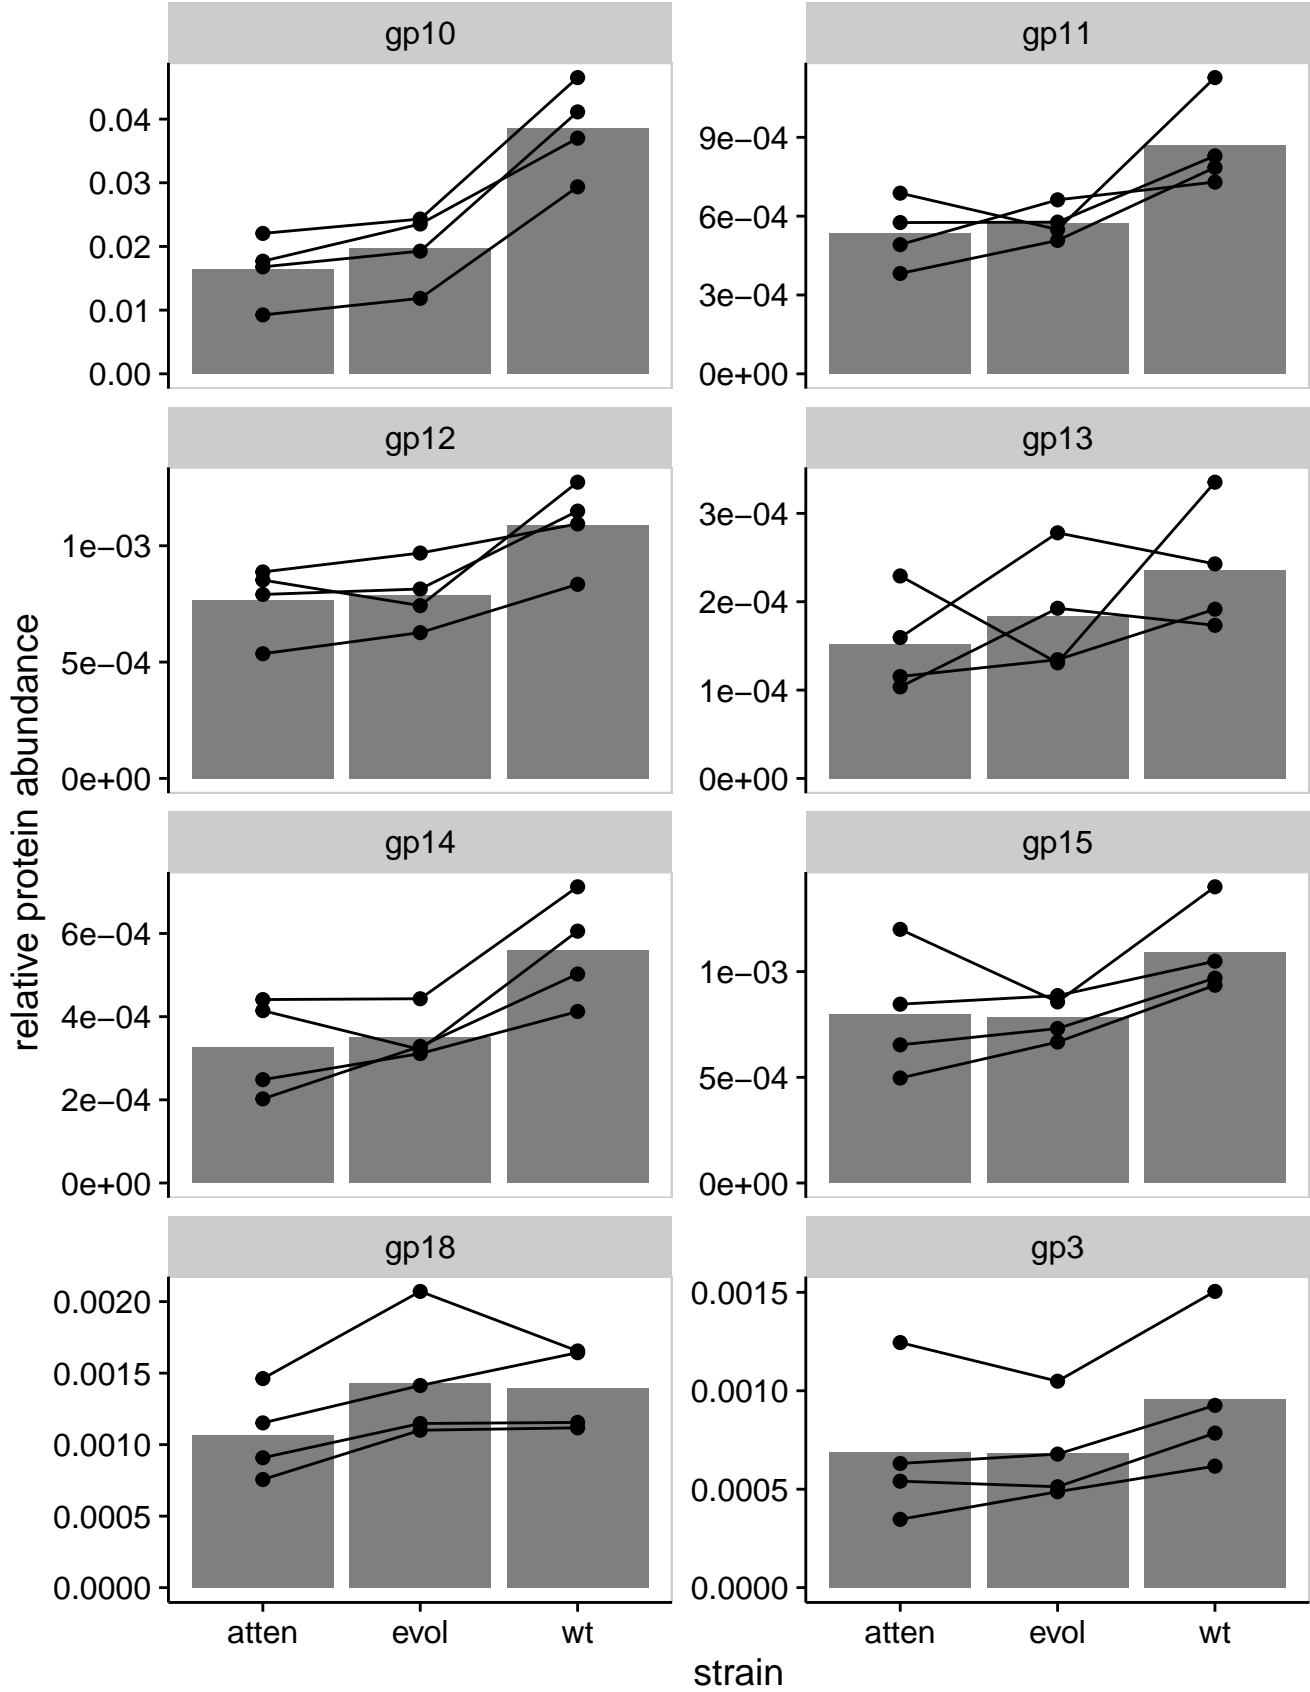 gp10
gp11
0.04
0.03
0.02
0.01
0.00
9e−04
6e−04
3e−04
0e+00
gp12
gp13
1e−03
5e−04
0e+00
3e−04
2e−04
1e−04
0e+00
relative protein abundance
gp14
gp15
6e−04
4e−04
2e−04
0e+00
1e−03
5e−04
0e+00
gp18
gp3
0.0020
0.0015
0.0010
0.0005
0.0000
0.0015
0.0010
0.0005
0.0000
atten evol wt
atten evol wt
strain